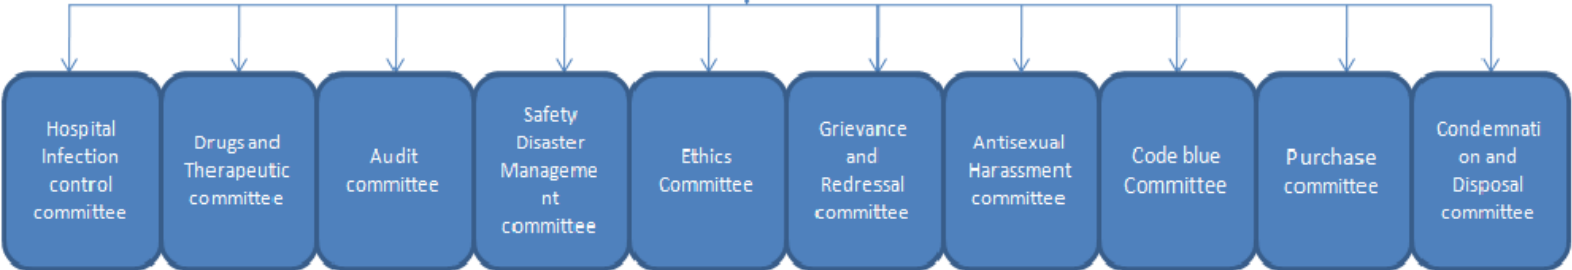 Hospital
Infection
control
committee
Drugs and
Therapeutic
committee
Audit
committee
Safety
Disaster
Manageme
nt
committee
Ethics
Committee
Grievance
and
Redressal
committee
Antisexual
Harassment
committee
Code blue
Committee
Purchase
committee
Condemnati
on and
Disposal
committee